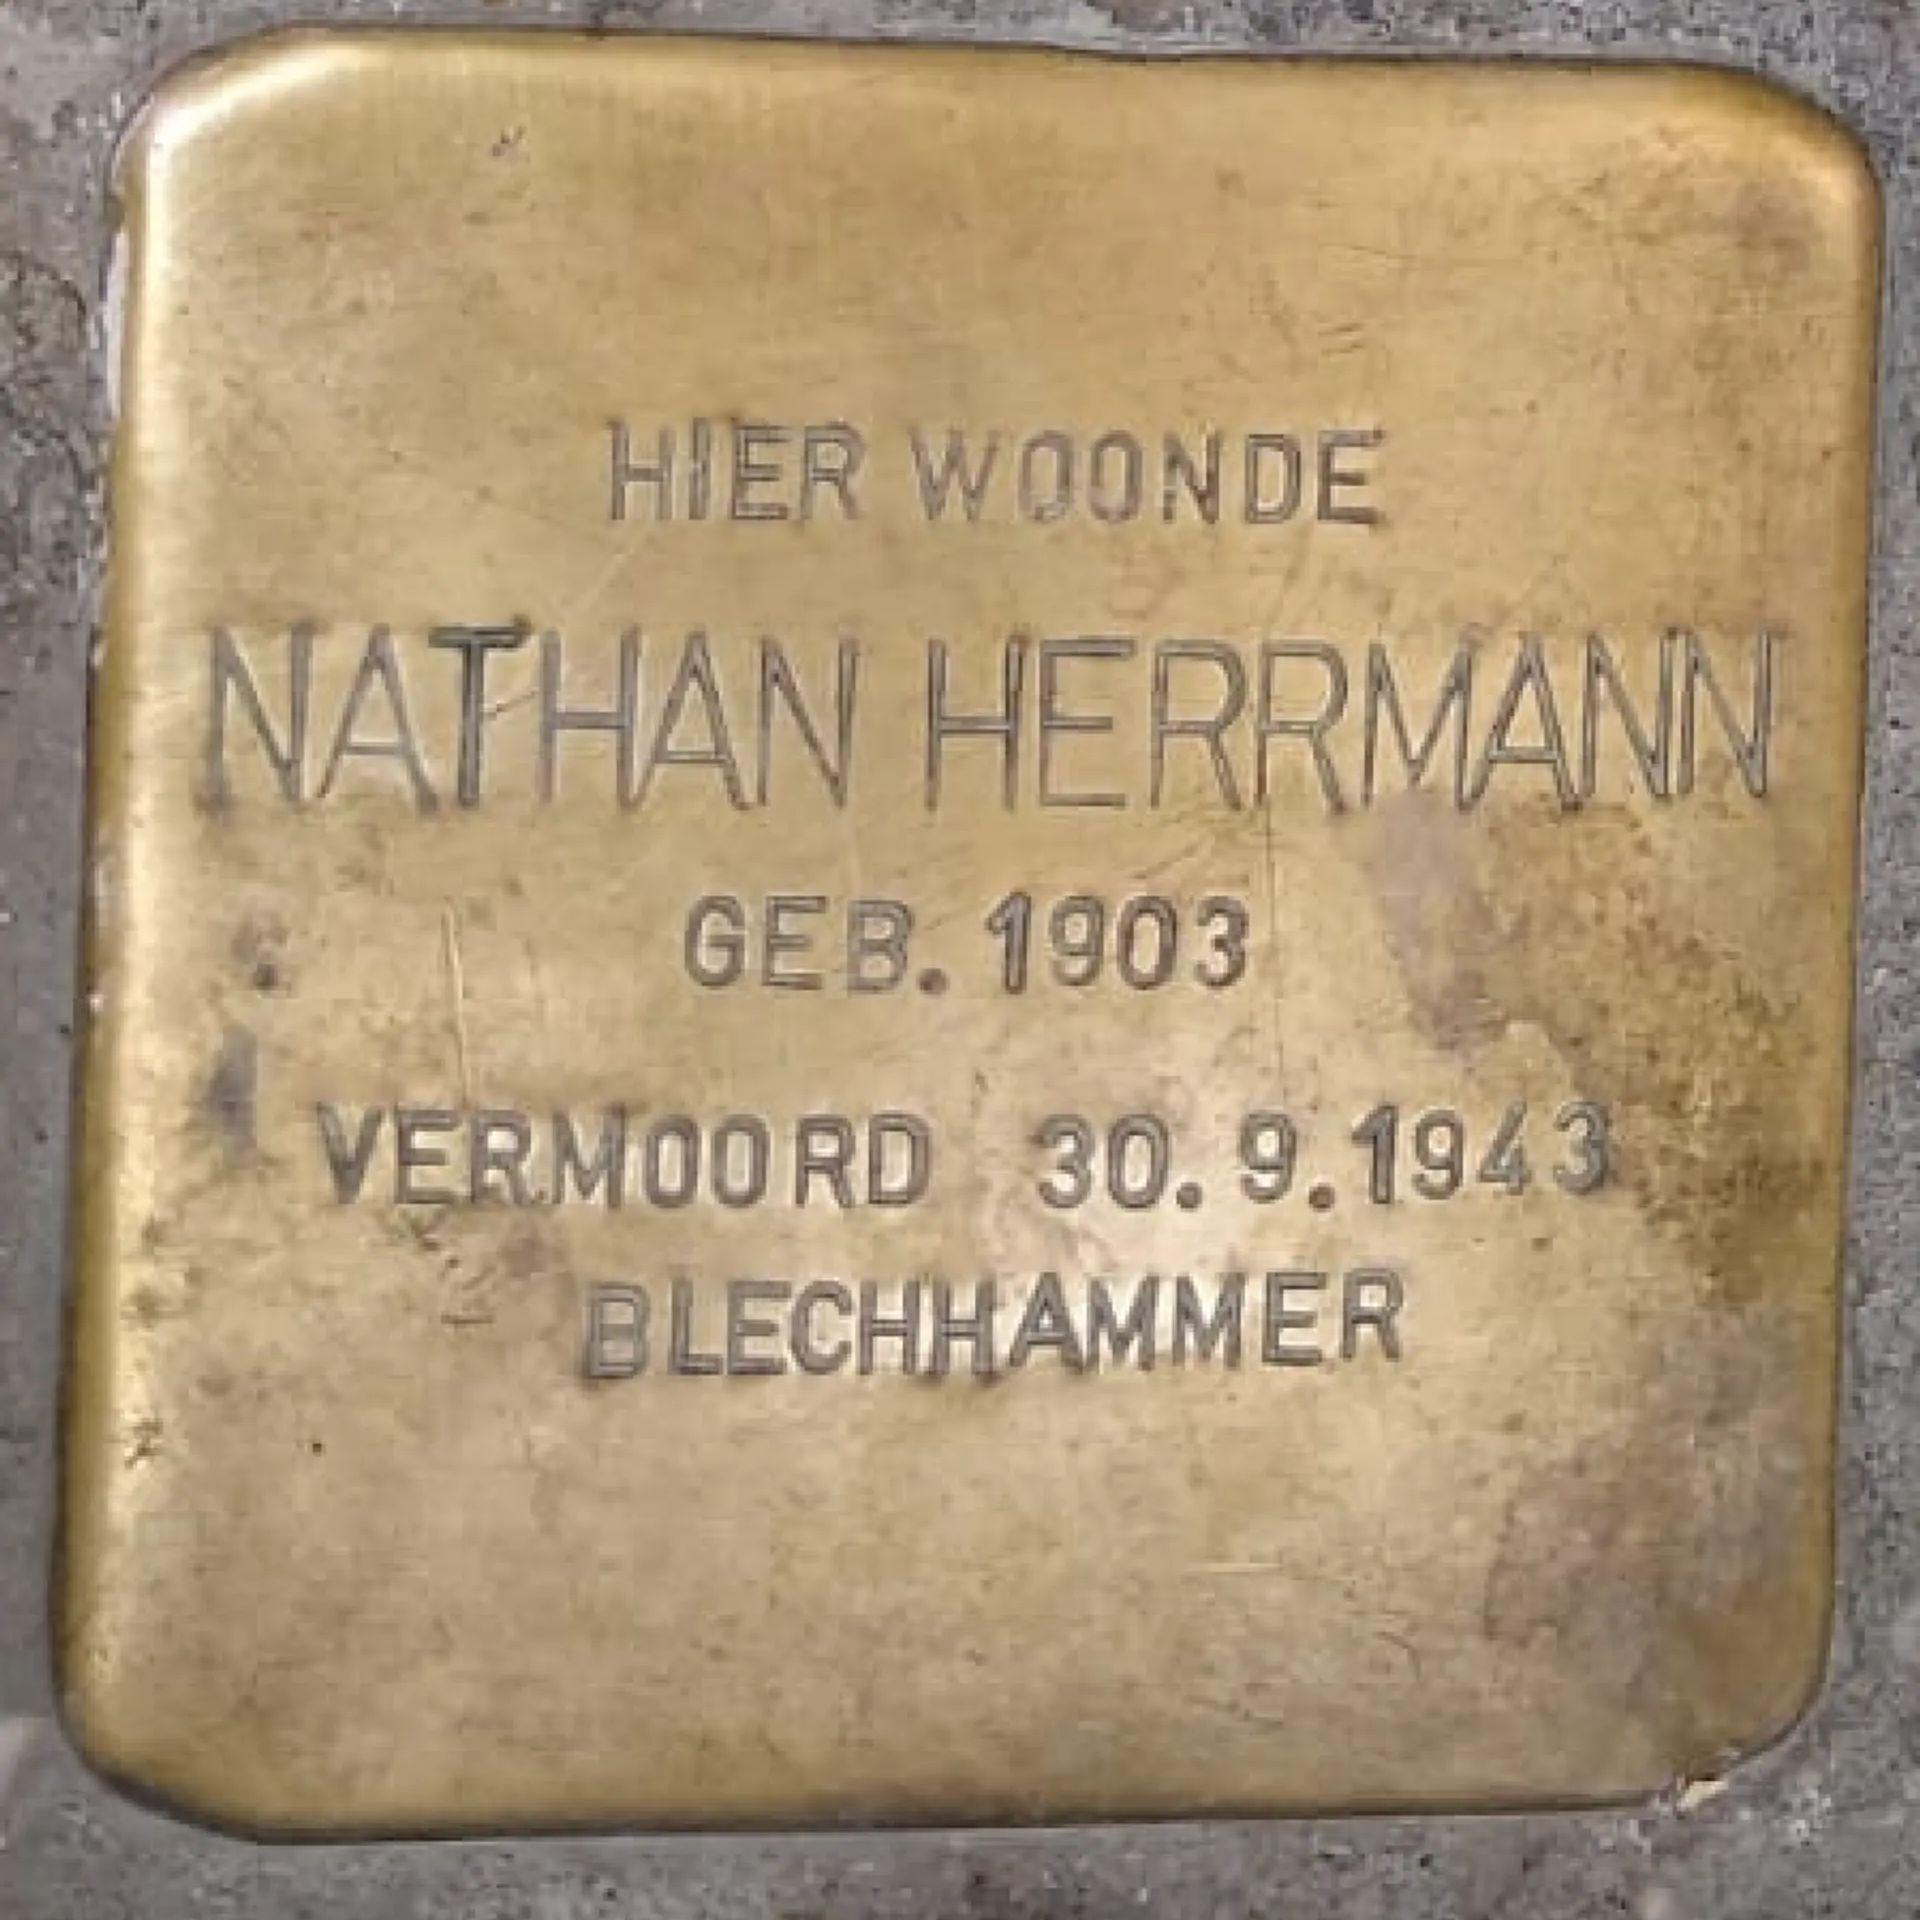 HIER WOONDE
NATHAN HERRMANN
GEB. 1903
VERMOORD 30.9.1943
BLECHHAMMER